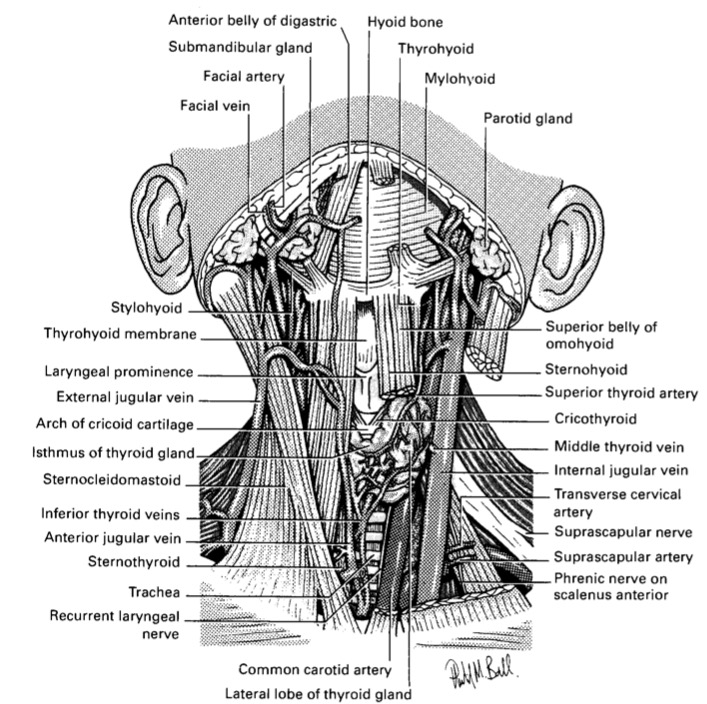 Anterior belly of digastric
Hyoid bone
Submandibular gland
Thyrohyoid
Facial artery
Mylohyoid
Facial vein
Parotid gland
Stylohyoid
Thyrohyoid membrane
Laryngeal prominence
External jugular vein
Arch of cricoid cartilage
Isthmus of thyroid gland
Sternocleidomastoid
Inferior thyroid veins
Anterior jugular vein
Sternothyroid
Trachea
Recurrent laryngeal
nerve
Superior belly of
omohyoid
Sternohyoid
Superior thyroid artery
Cricothyroid
Middle thyroid vein
Internal jugular vein
Transverse cervical
artery
Suprascapular nerve
Suprascapular artery
Phrenic nerve on
scalenus anterior
Common carotid artery
Lateral lobe of thyroid gland